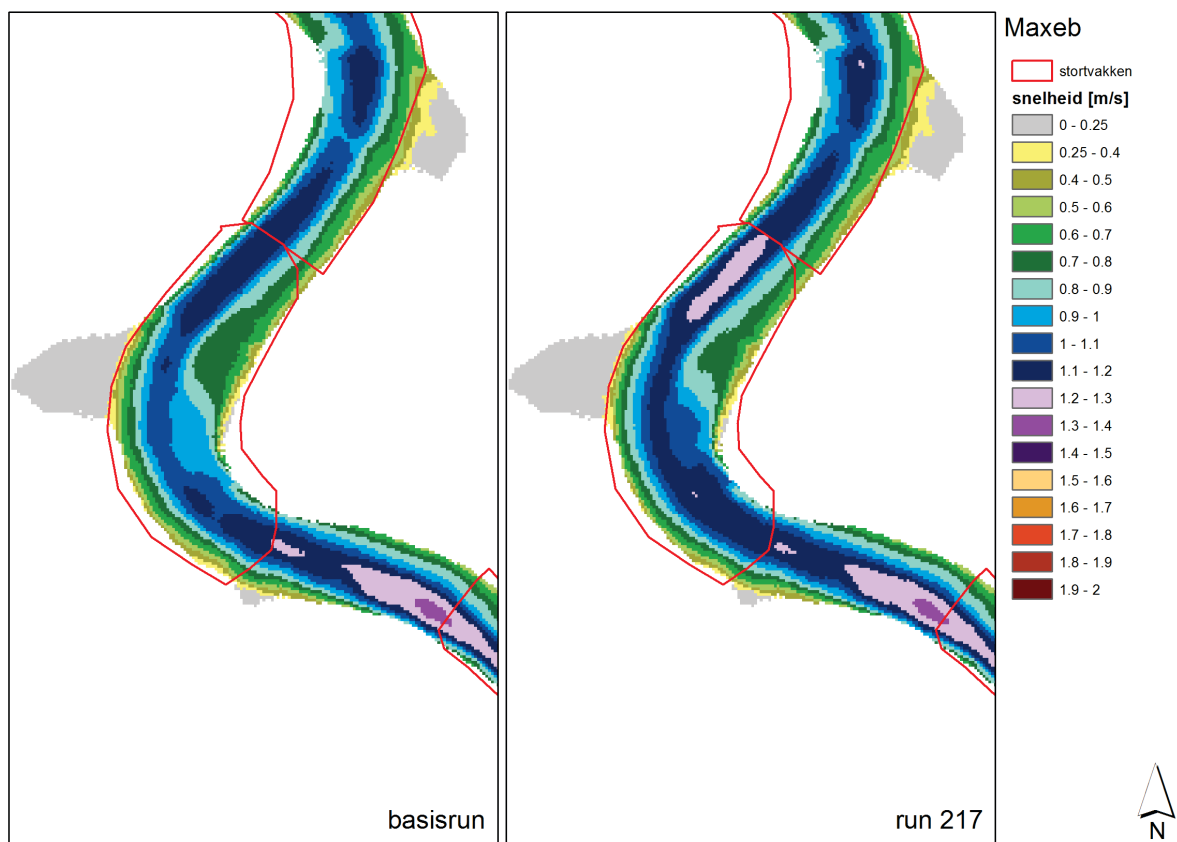 Maxeb
stortvakken
snelheid [m/s]
0 - 0.25
0.25 - 0.4
0.4 - 0.5
0.5 - 0.6
0.6 - 0.7
0.7 - 0.8
0.8 - 0.9
0.9 - 1
1 - 1.1
1.1 - 1.2
1.2 - 1.3
1.3 - 1.4
1.4 - 1.5
1.5 - 1.6
1.6 - 1.7
1.7 - 1.8
1.8 - 1.9
1.9 - 2
basisrun
run 217
N